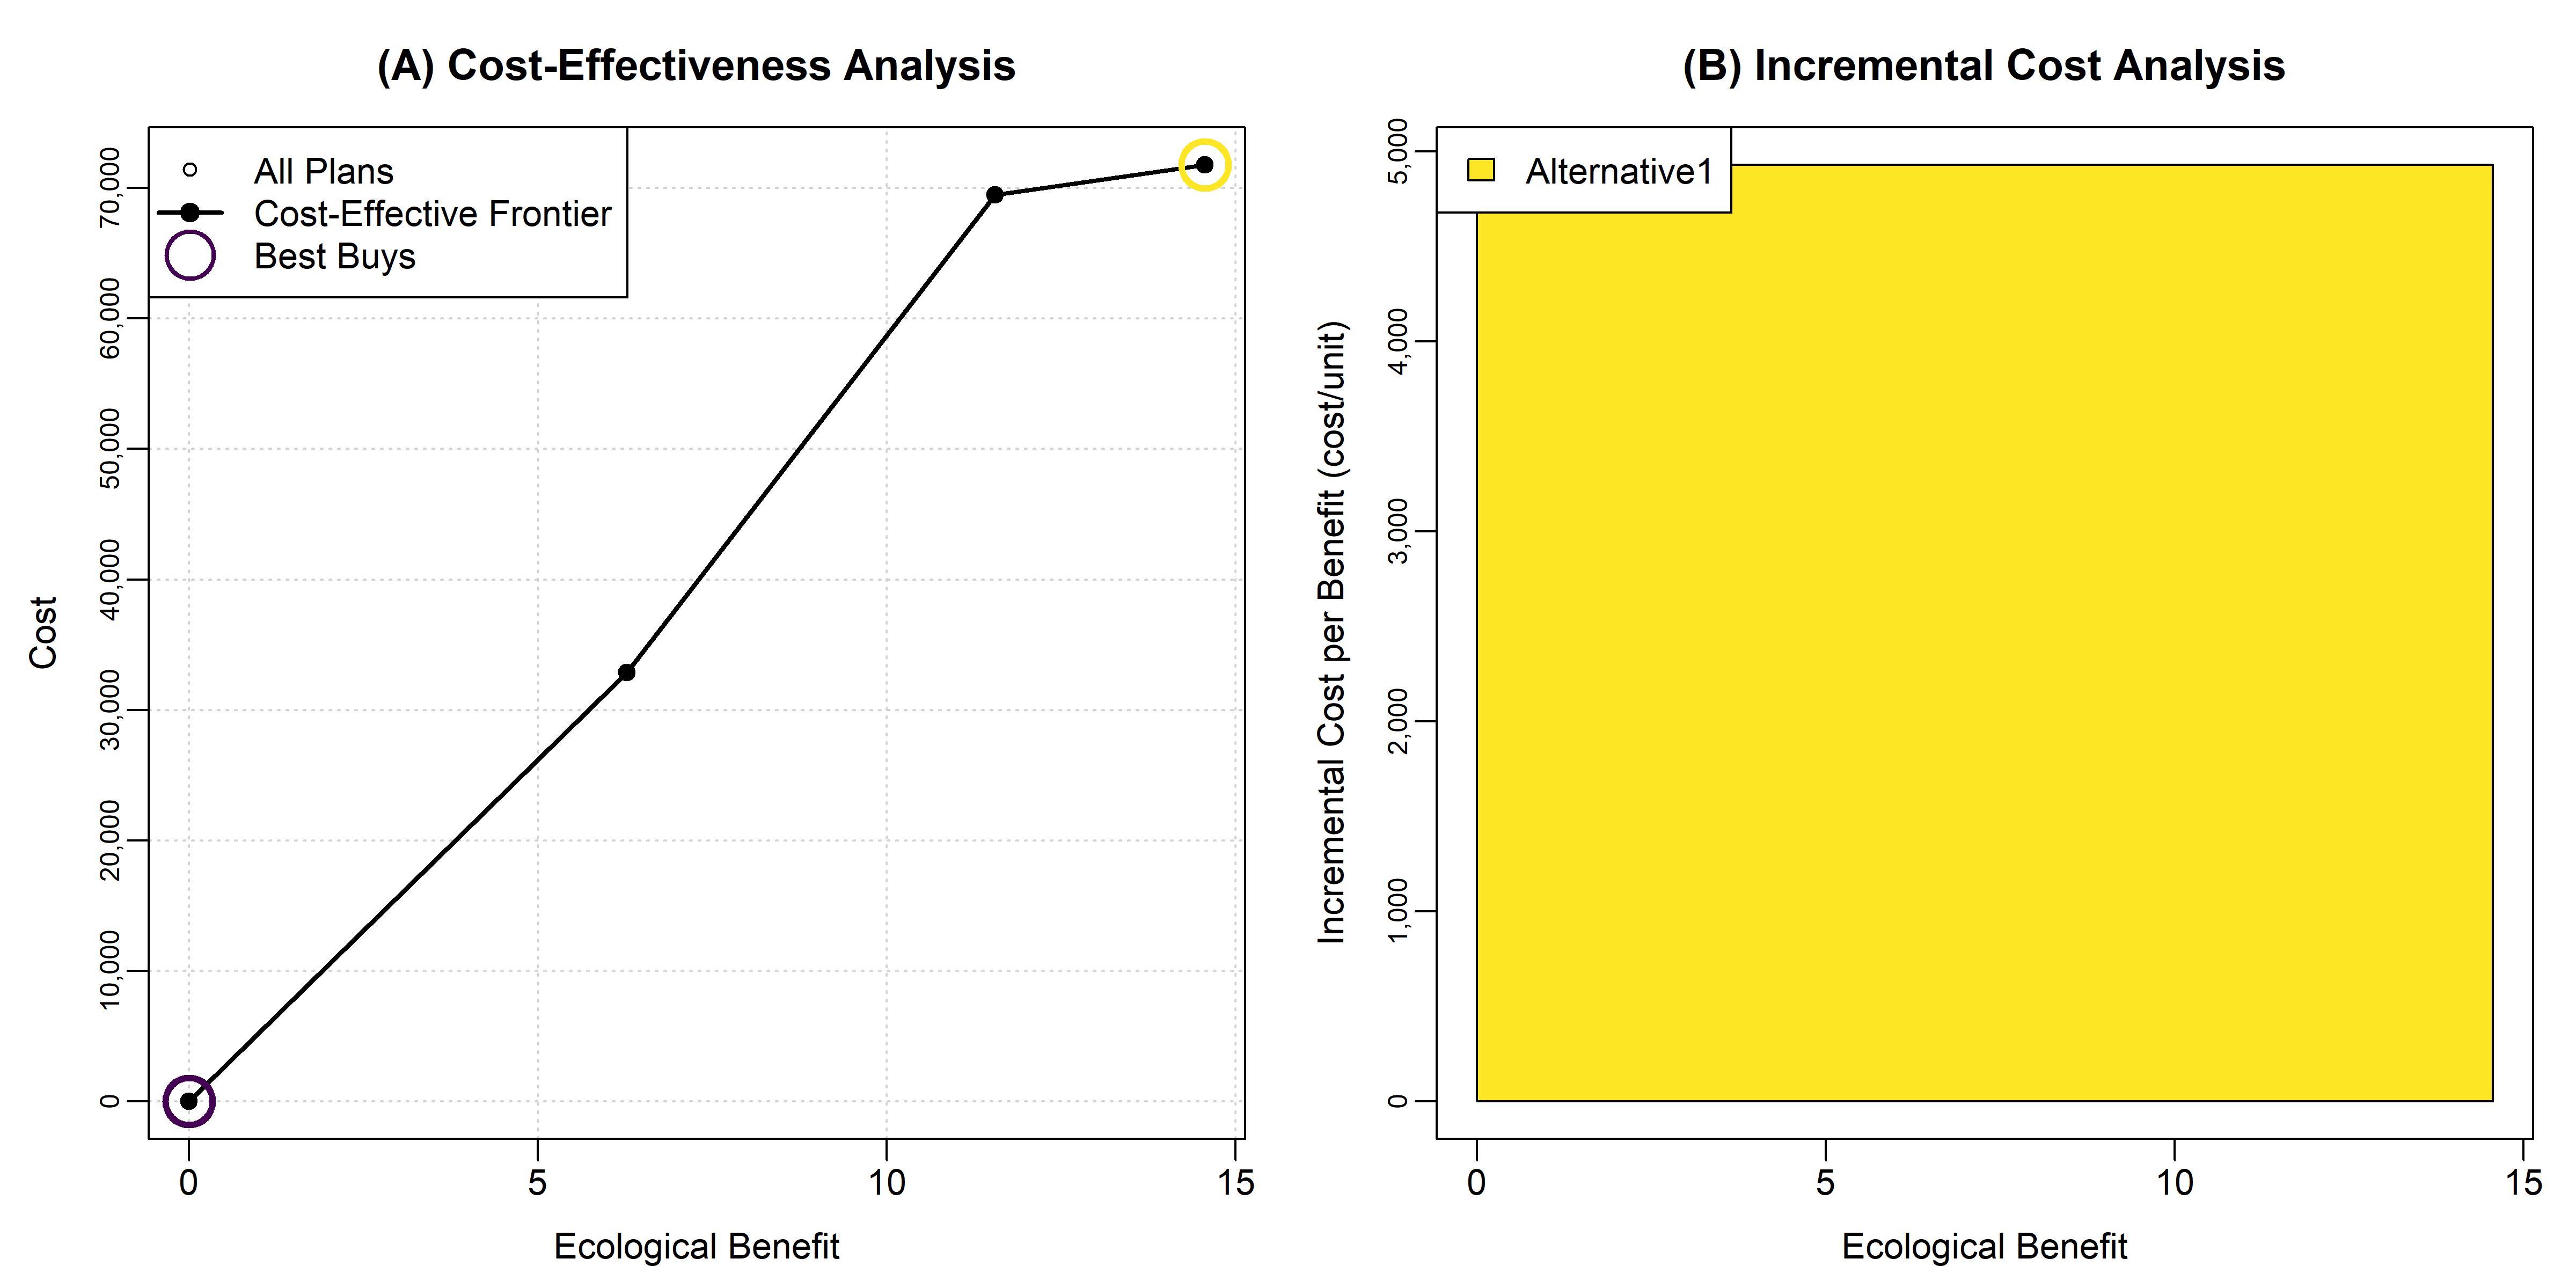 (A) Cost-Effectiveness Analysis
All Plans
Cost-Effective Frontier
Best Buys
Cost
70,000
60,000
50,000
40,000
30,000
20,000
10,000
0
0 5 10 15
Ecological Benefit
(B) Incremental Cost Analysis
Alternative1
Incremental Cost per Benefit (cost/unit)
5,000
4,000
3,000
2,000
1,000
0
0 5 10 15
Ecological Benefit